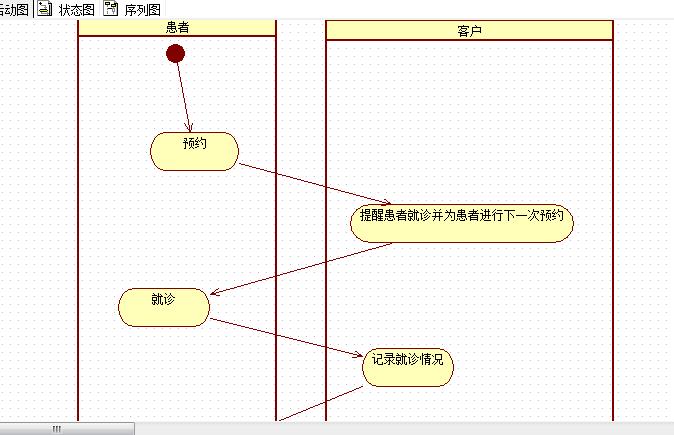 动图 状态图 序列图
患者 客户
预约
提醒患者就诊并为患者进行下一次预约
就诊
记录就诊情况